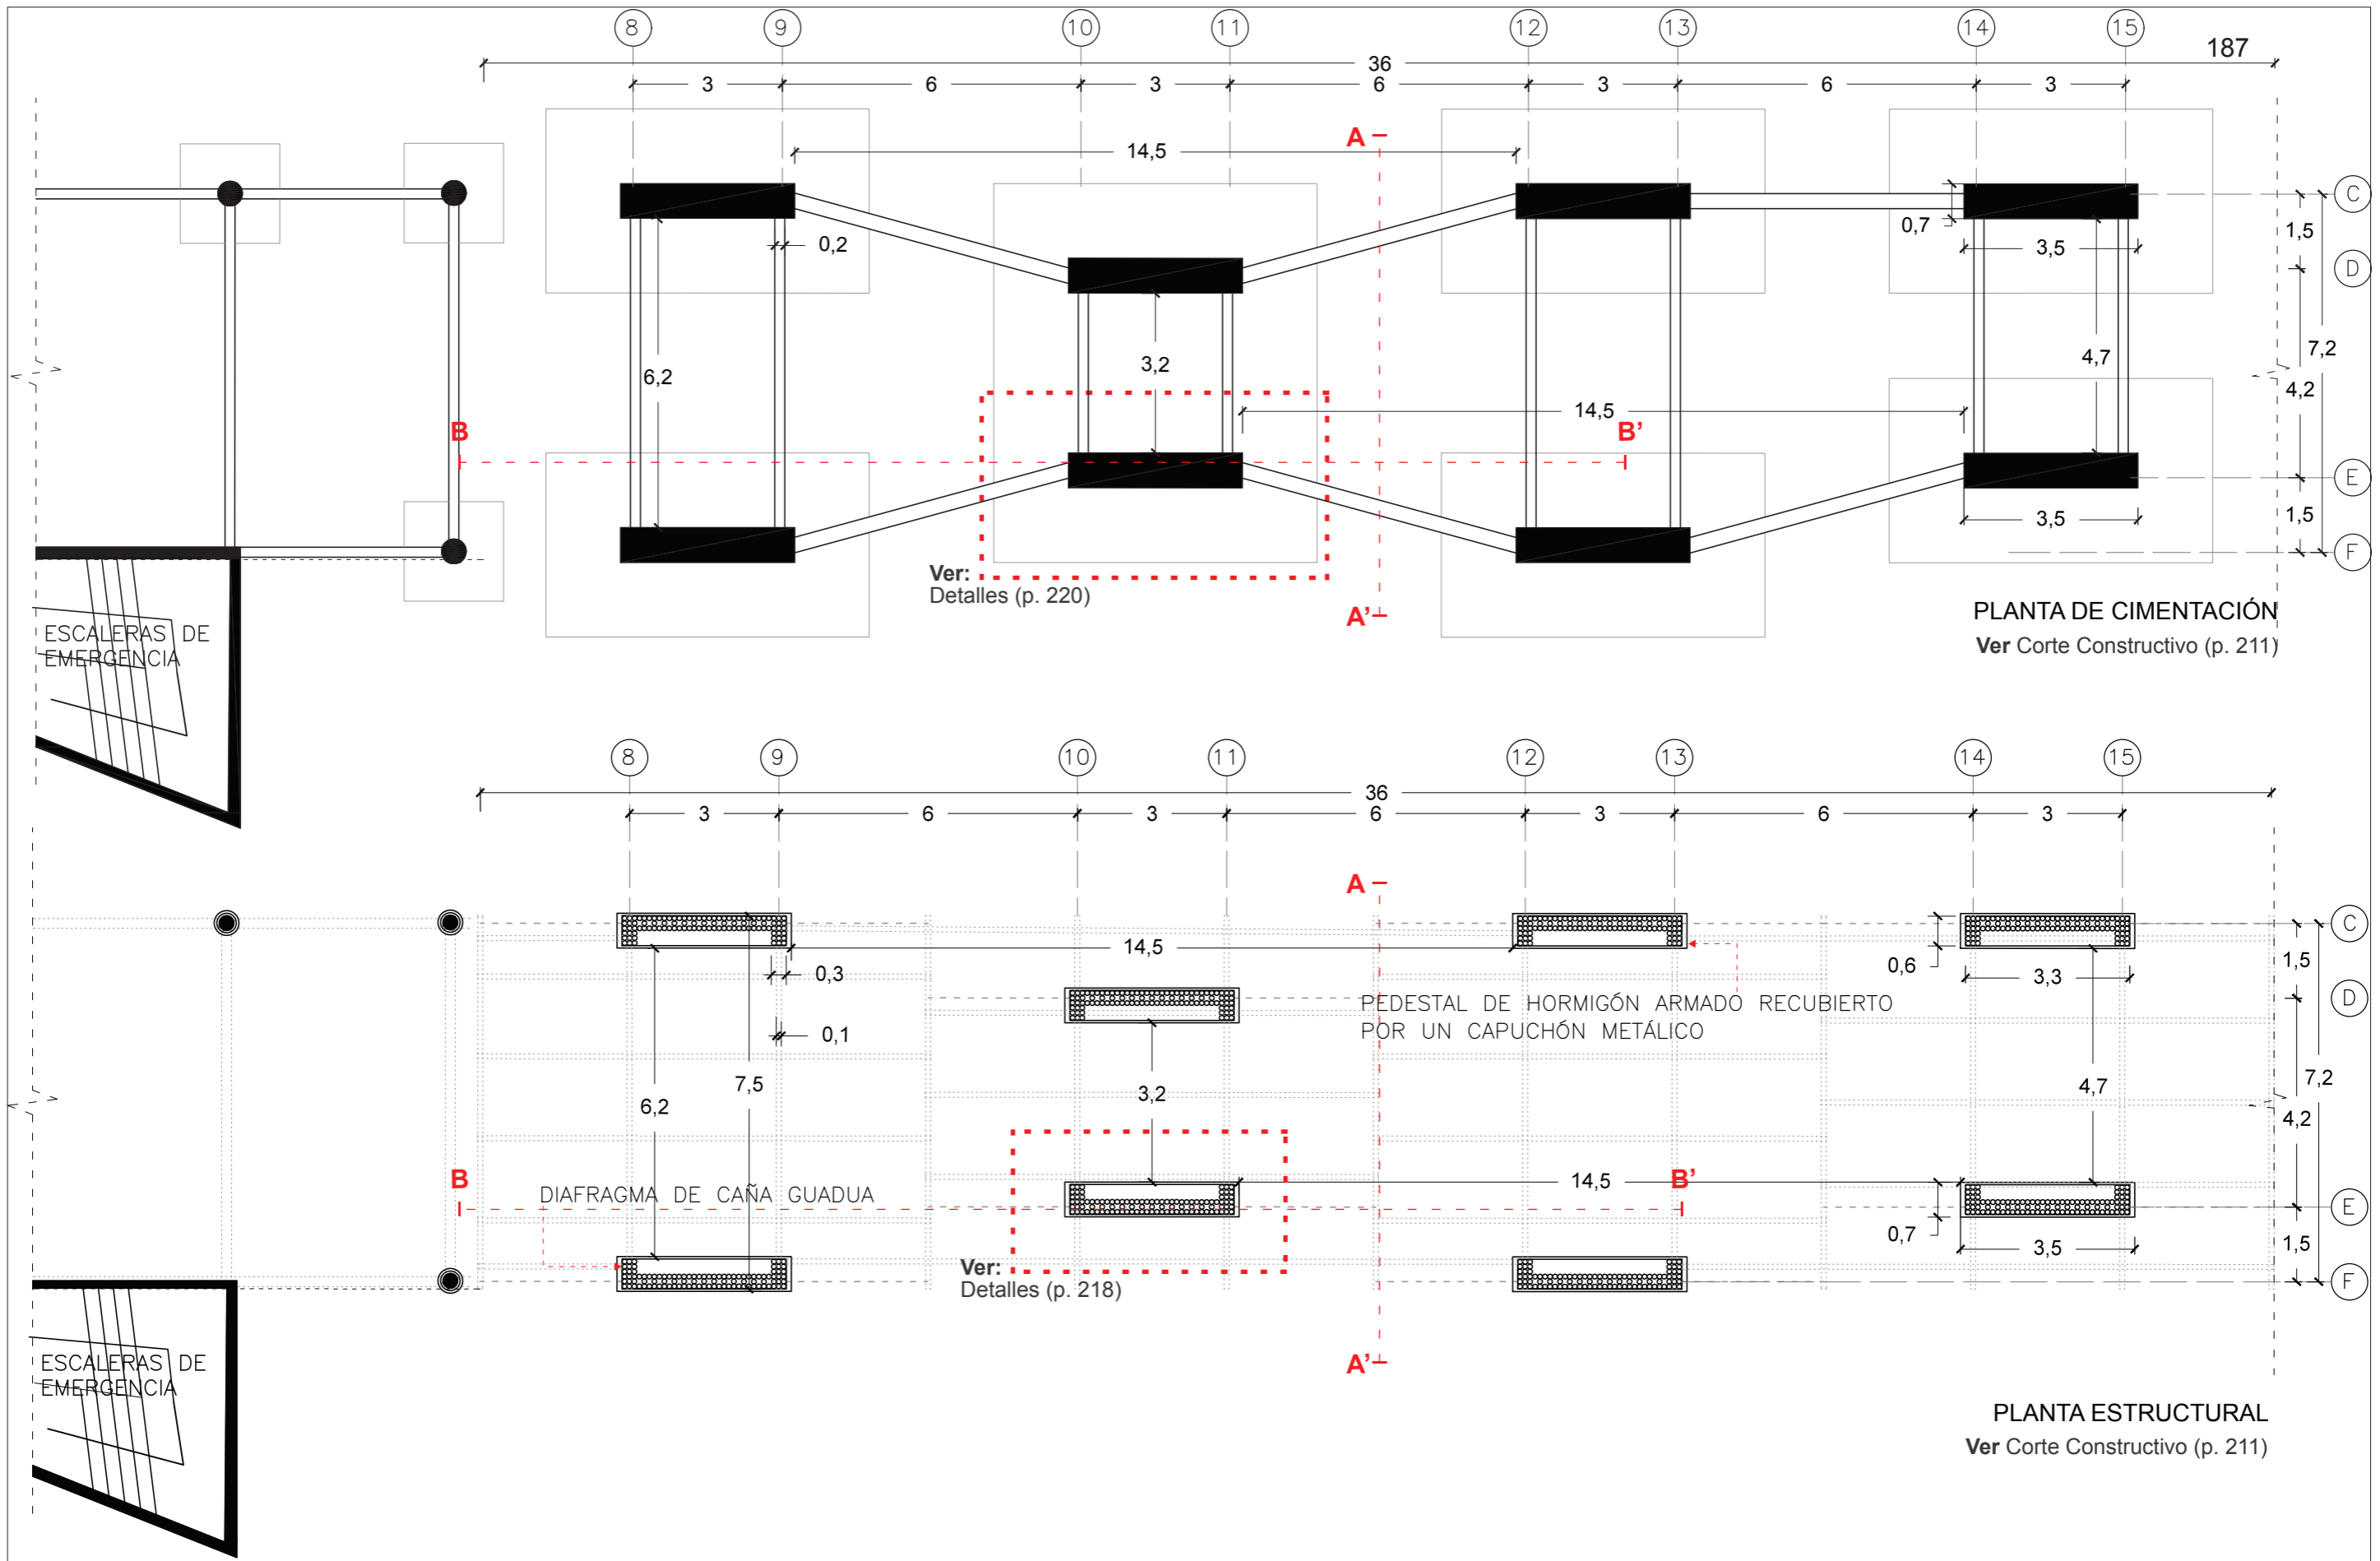 8 9 10 11 12 13 14 15
187
36
3 6 3 6 3 6 3
A
14,5
C
0,7
1,5
0,2
3,5
D
7,2
3,2
4,7
6,2
4,2
14,5
B
B'
E
3,5
1,5
F
Ver:
Detalles (p. 220)
A'
PLANTA DE CIMENTACIÓN
Ver Corte Constructivo (p. 211)
ESCALERAS DE
EMERGENCIA
8 9 10 11 12 13 14 15
36
3 6 3 6 3 6 3
A
C
14,5
1,5
0,6
0,3
3,3
D
PEDESTAL DE HORMIGÓN ARMADO RECUBIERTO
POR UN CAPUCHÓN METÁLICO
0,1
7,5
7,2
3,2
4,7
6,2
4,2
B
14,5
B'
DIAFRAGMA DE CAÑA GUADUA
E
0,7
1,5
3,5
Ver:
Detalles (p. 218)
F
A'
ESCALERAS DE
EMERGENCIA
PLANTA ESTRUCTURAL
Ver Corte Constructivo (p. 211)